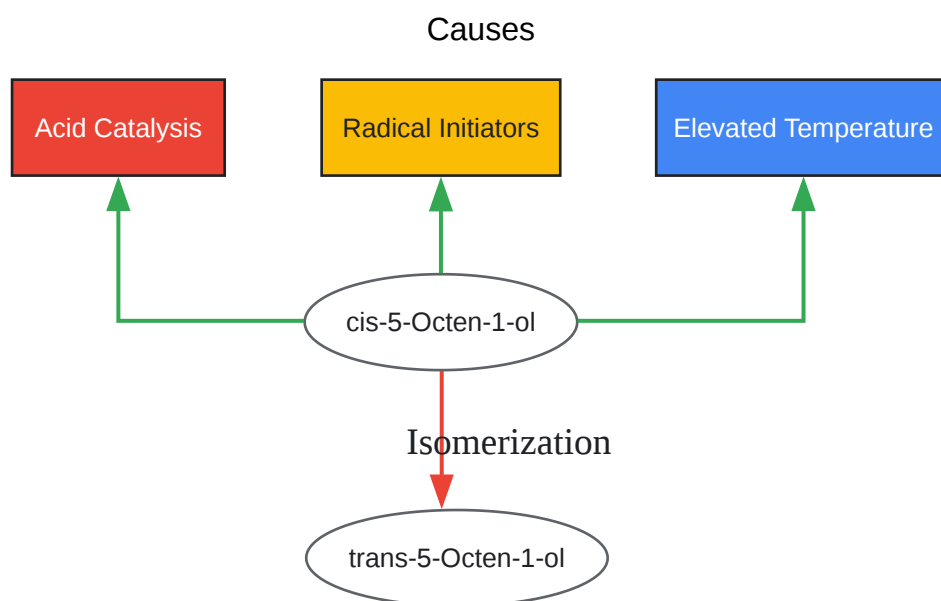 Causes
Acid Catalysis
Radical Initiators
Elevated Temperature
cis-5-Octen-1-ol
Isomerization
trans-5-Octen-1-ol